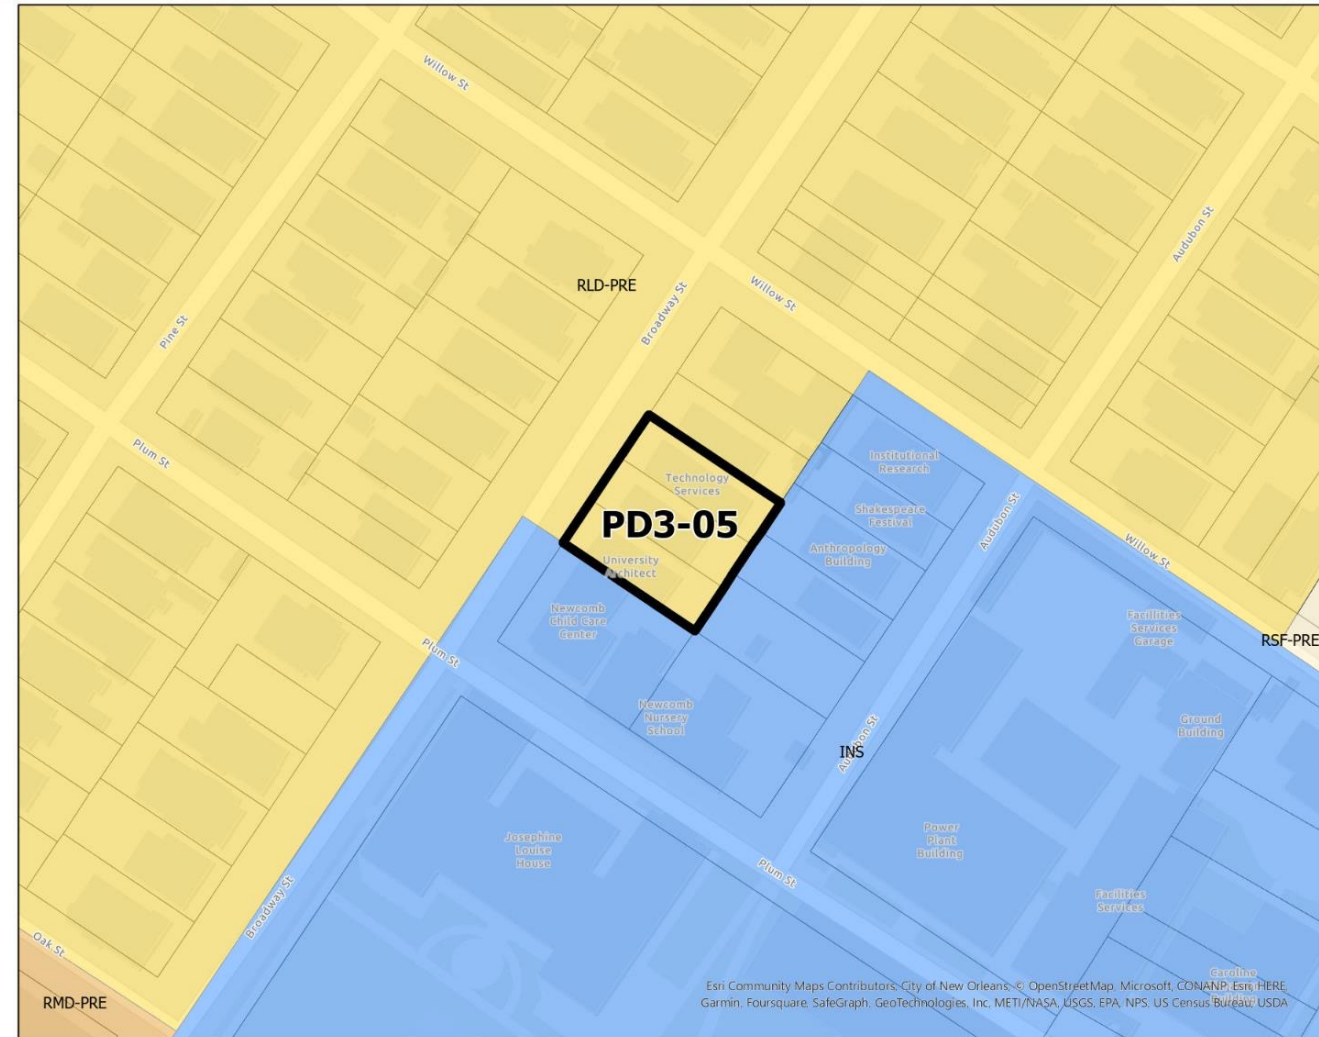 Willow St
RLD-PRE
Audubon St
Willow St
Broadway St
Pine St
Plum St
Institutional
Research
Technology
Services
Shakespeare
Festival
PD3-05
Audubon St
Anthropology
Building
Willow St
University
Architect
Newcomb
Child Care
Center
Facillities
Services
Garage
RSF-PRE
Plum St
Newcomb
Nursery
School
Ground
Building
Audubon St
INS
Josephine
Louise
House
Power
Plant
Building
Plum St
Broadway St
Facilities
Services
Oak St
Caroline
Building
RMD-PRE
Esri Community Maps Contributors, City of New Orleans, © OpenStreetMap, Microsoft, CONANP, Esri, HERE,
Garmin, Foursquare, SafeGraph, GeoTechnologies, Inc, METI/NASA, USGS, EPA, NPS, US Census Bureau, USDA